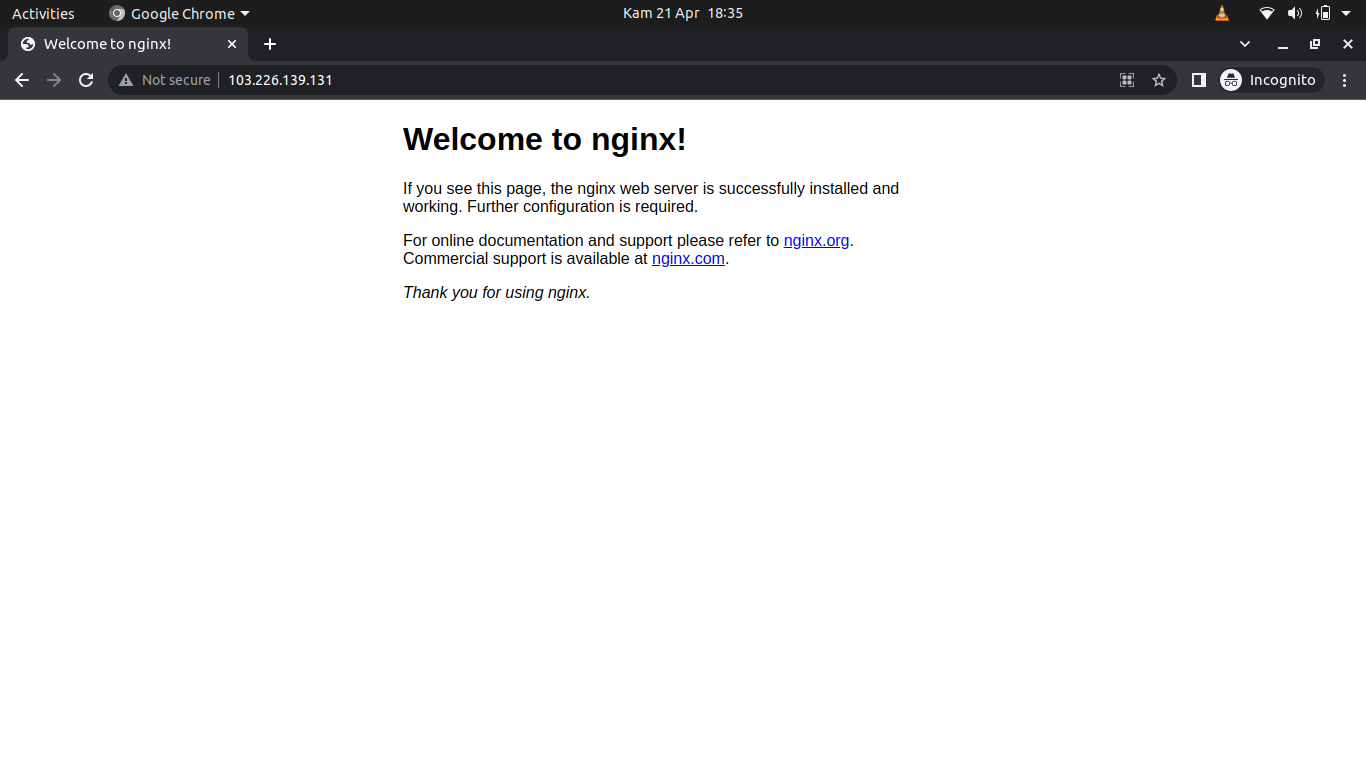 Activities
Google Chrome
Kam 21 Apr 18:35
Welcome to nginx!
Not secure
103.226.139.131
Incognito
Welcome to nginx!
If you see this page, the nginx web server is successfully installed and
working. Further configuration is required.
For online documentation and support please refer to nginx.org.
Commercial support is available at nginx.com.
Thank you for using nginx.